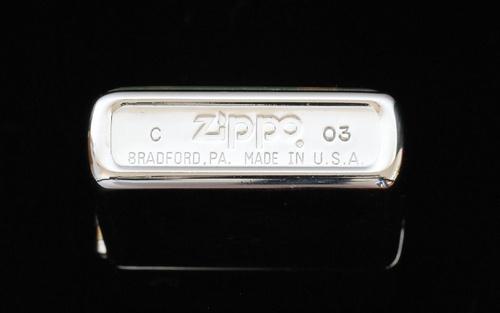 C zippo 03
BRADFORD, PA. MADE IN U.S.A.